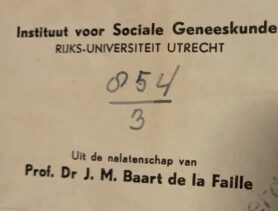 Instituut voor Sociale Geneeskunde
RIJKS-UNIVERSITEIT UTRECHT
854
3
Uit de nalatenschap van
Prof. Dr J. M. Baart de la Faille